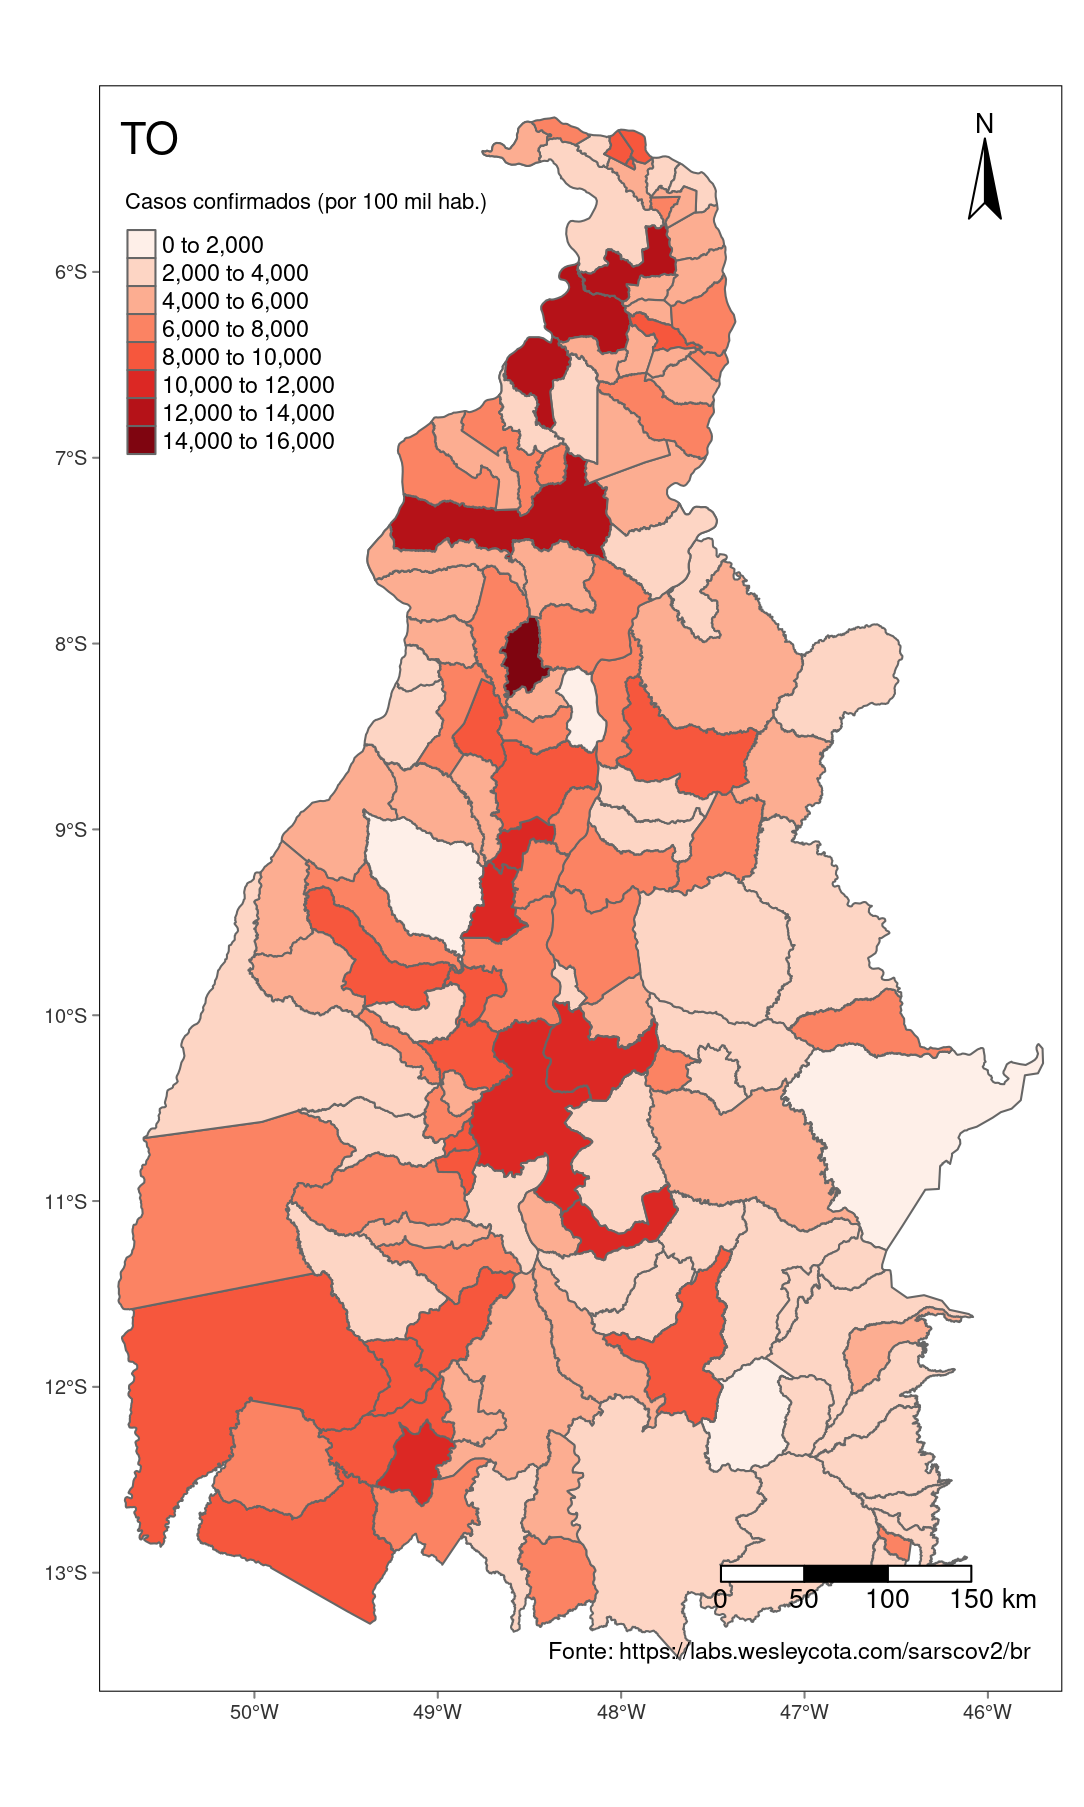 TO
N
Casos confirmados (por 100 mil hab.)
0 to 2,000
2,000 to 4,000
4,000 to 6,000
6,000 to 8,000
8,000 to 10,000
10,000 to 12,000
12,000 to 14,000
14,000 to 16,000
6°S
7°S
8°S
9°S
10°S
11°S
12°S
13°S
0 50 100 150 km
Fonte: https://labs.wesleycota.com/sarscov2/br
50°W 49°W 48°W 47°W 46°W